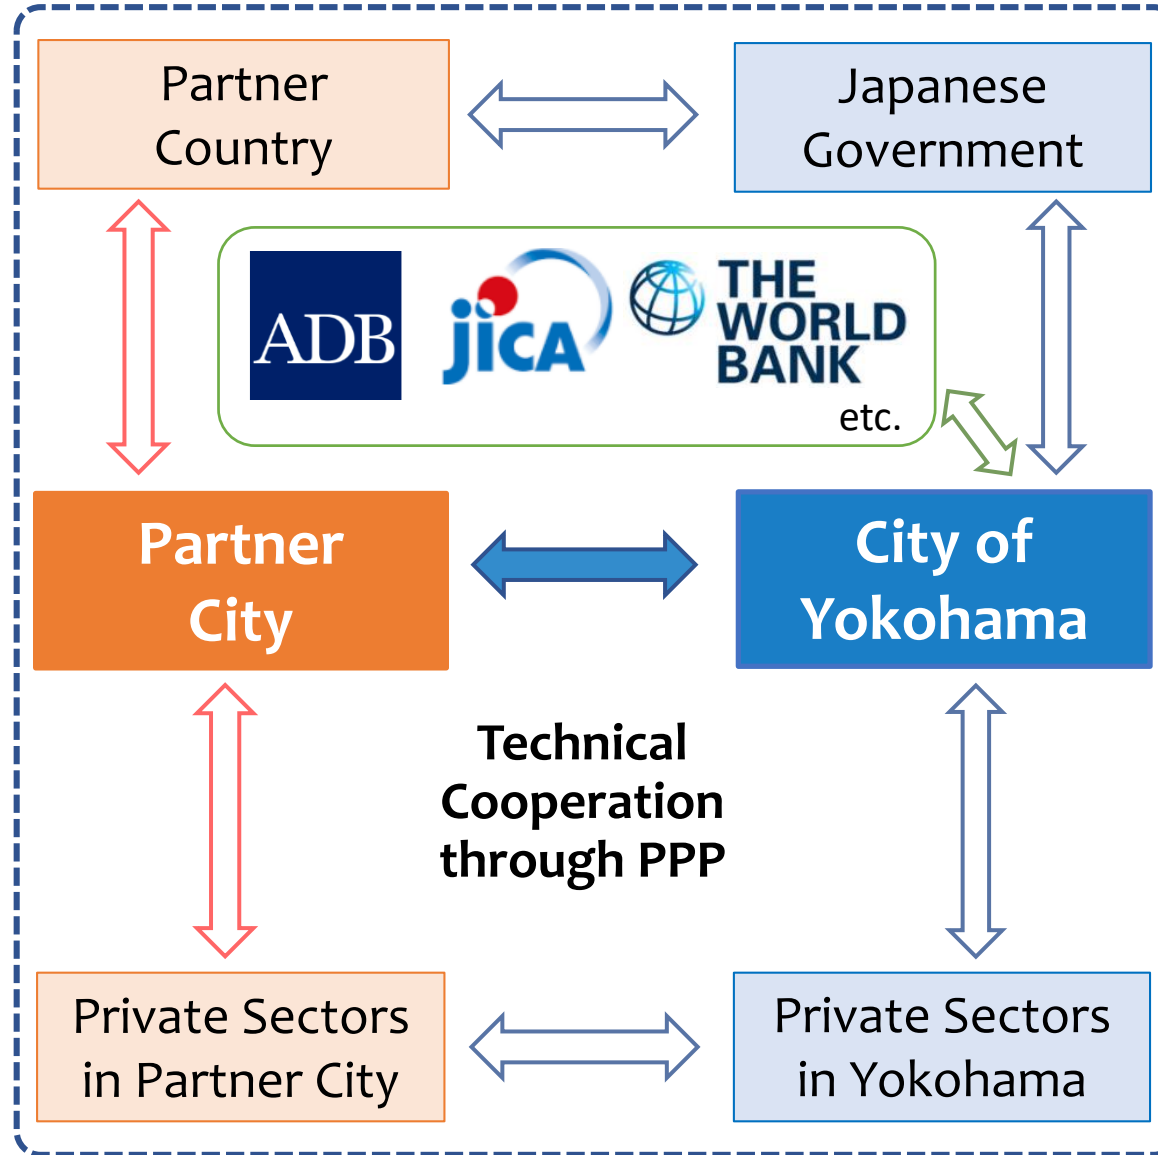 Partner
Country
Japanese
Government
ADB
jica
THE
WORLD
BANK
etc.
Partner
City
City of
Yokohama
Technical
Cooperation
through PPP
Private Sectors
in Partner City
Private Sectors
in Yokohama